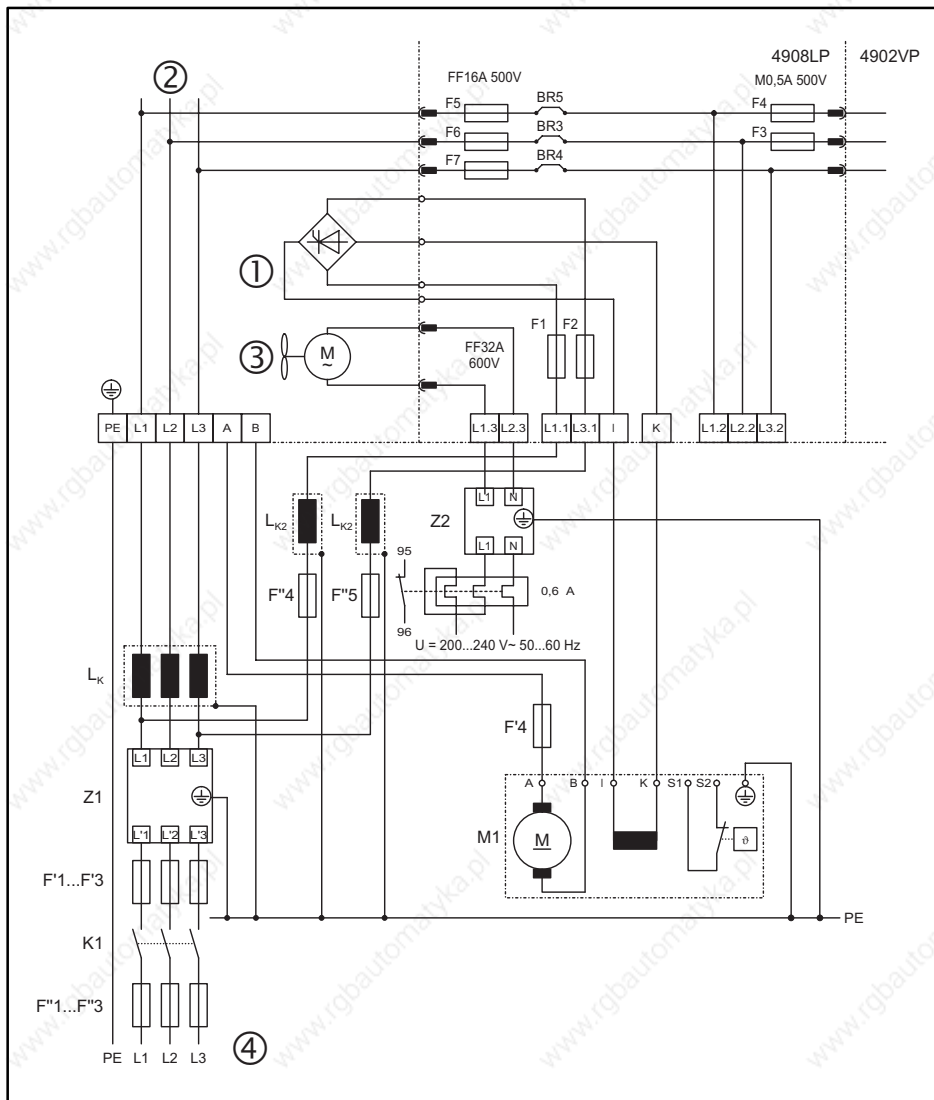 4908LP 4902VP
② FF16A 500V M0,5A 500V
F5 BR5 F4
F6 BR3 F3
F7 BR4
①
F1 F2
③ M ~ FF32A
600V
PE L1 L2 L3 A B L1.3 L2.3 L1.1 L3.1 I K L1.2 L2.2 L3.2
L1 N
LK2 LK2 Z2
L1 N
95
F"4 F"5 0,6 A
96
U = 200...240 V~ 50...60 Hz
LK
F'4
L1 L2 L3
Z1
A B I K S1 S2
L'1 L'2 L'3
M1 M ϑ
F'1...F'3
PE
K1
F"1...F"3
PE L1 L2 L3 ④
www.rgbautomatyka.pl